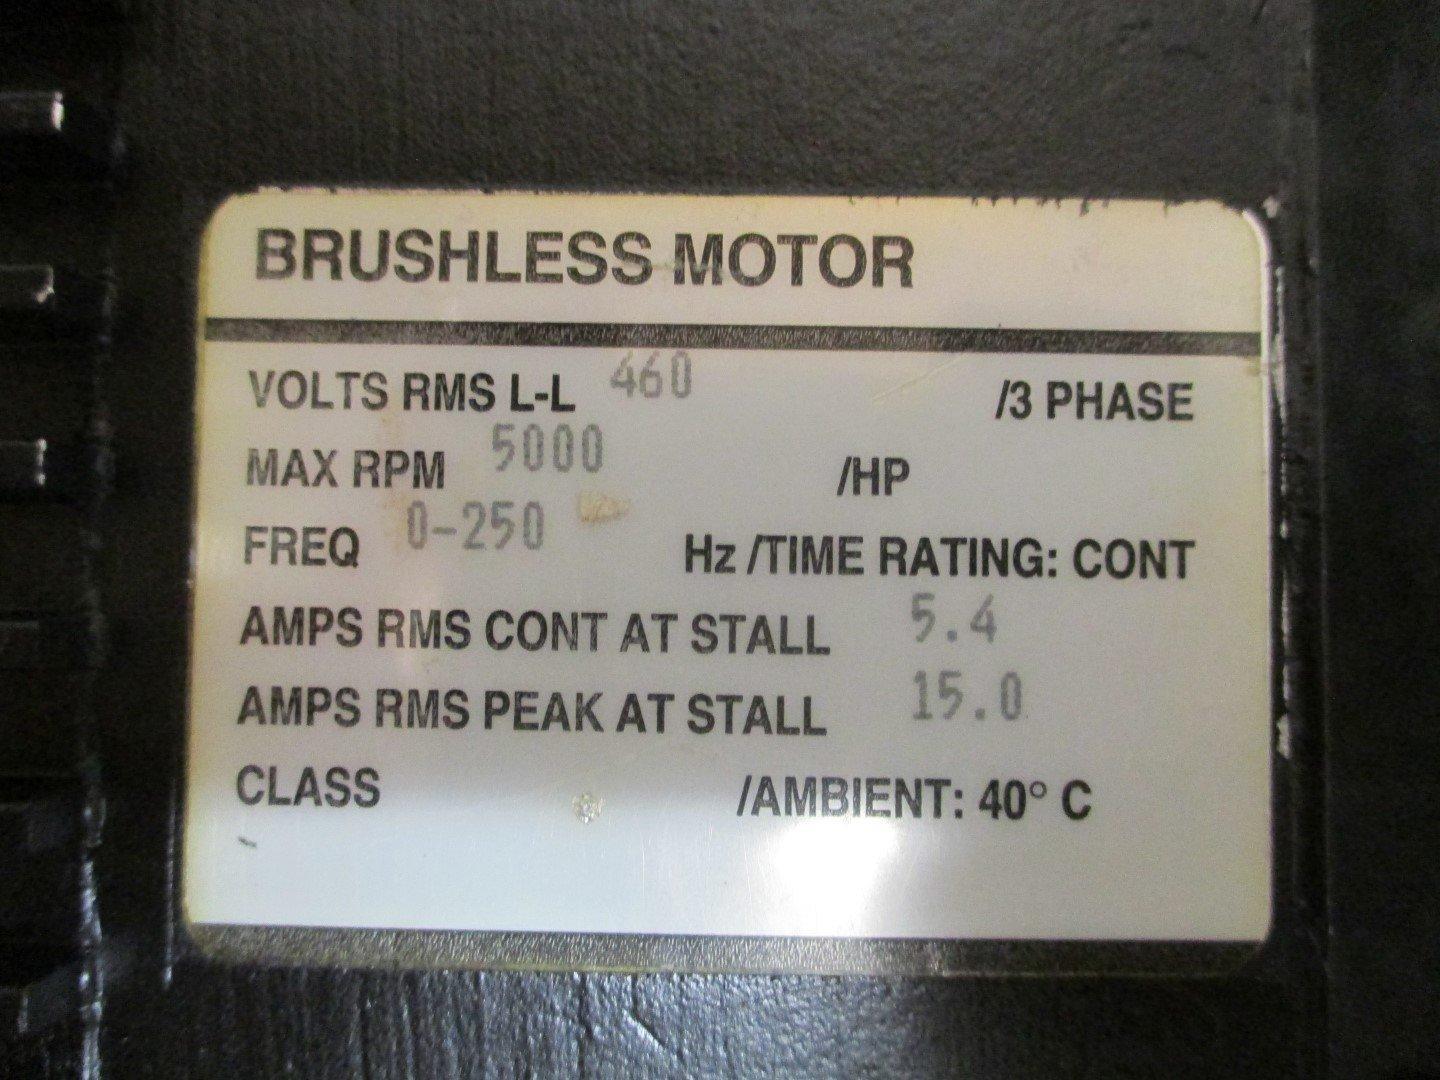 BRUSHLESS MOTOR
VOLTS RMS L-L 460 /3 PHASE
MAX RPM 5000 /HP
FREQ 0-250 Hz /TIME RATING: CONT
AMPS RMS CONT AT STALL 5.4
AMPS RMS PEAK AT STALL 15.0
CLASS /AMBIENT: 40° C